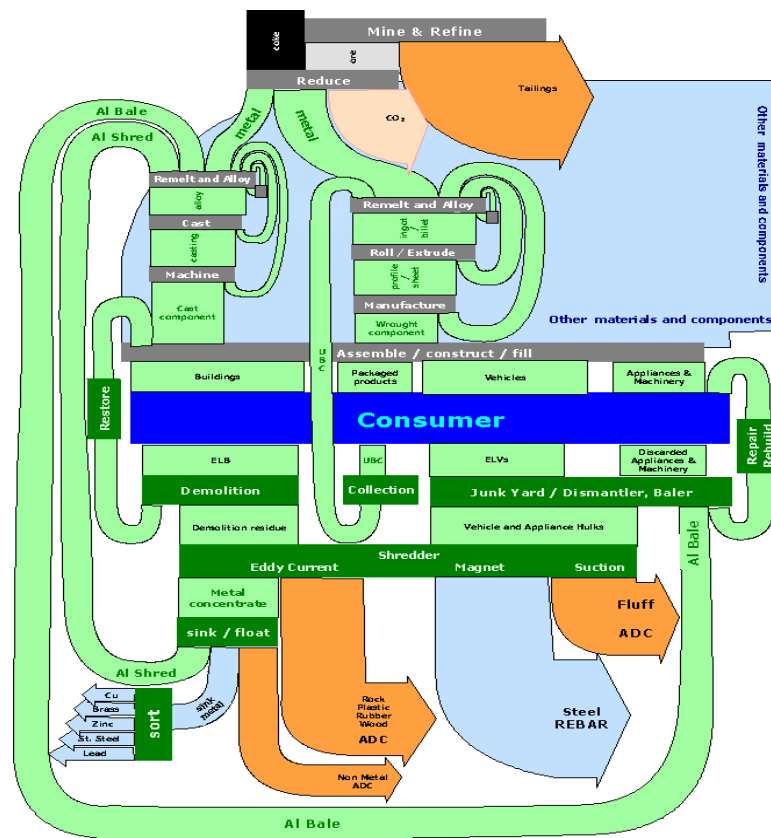 Mine & Refine
coke
ore
Reduce
Tailings
CO₂
metal
metal
Al Bale
Al Shred
Other materials and components
Remelt and Alloy
alloy
Cast
casting
Machine
Cast component
Remelt and Alloy
ingot / billet
Roll / Extrude
profile / sheet
Manufacture
Wrought component
Other materials and components
UBC
Assemble / construct / fill
Buildings
Packaged products
Vehicles
Appliances & Machinery
Restore
Consumer
Repair
Rebuild
ELB
UBC
ELVs
Discarded Appliances & Machinery
Demolition
Collection
Junk Yard / Dismantler, Baler
Demolition residue
Vehicle and Appliance Hulks
Al Bale
Shredder
Eddy Current
Magnet
Suction
Metal concentrate
Fluff
ADC
sink / float
Al Shred
sink metal
Cu
Brass
Zinc
St. Steel
Lead
sort
Rock
Plastic
Rubber
Wood
ADC
Steel
REBAR
Non Metal
ADC
Al Bale